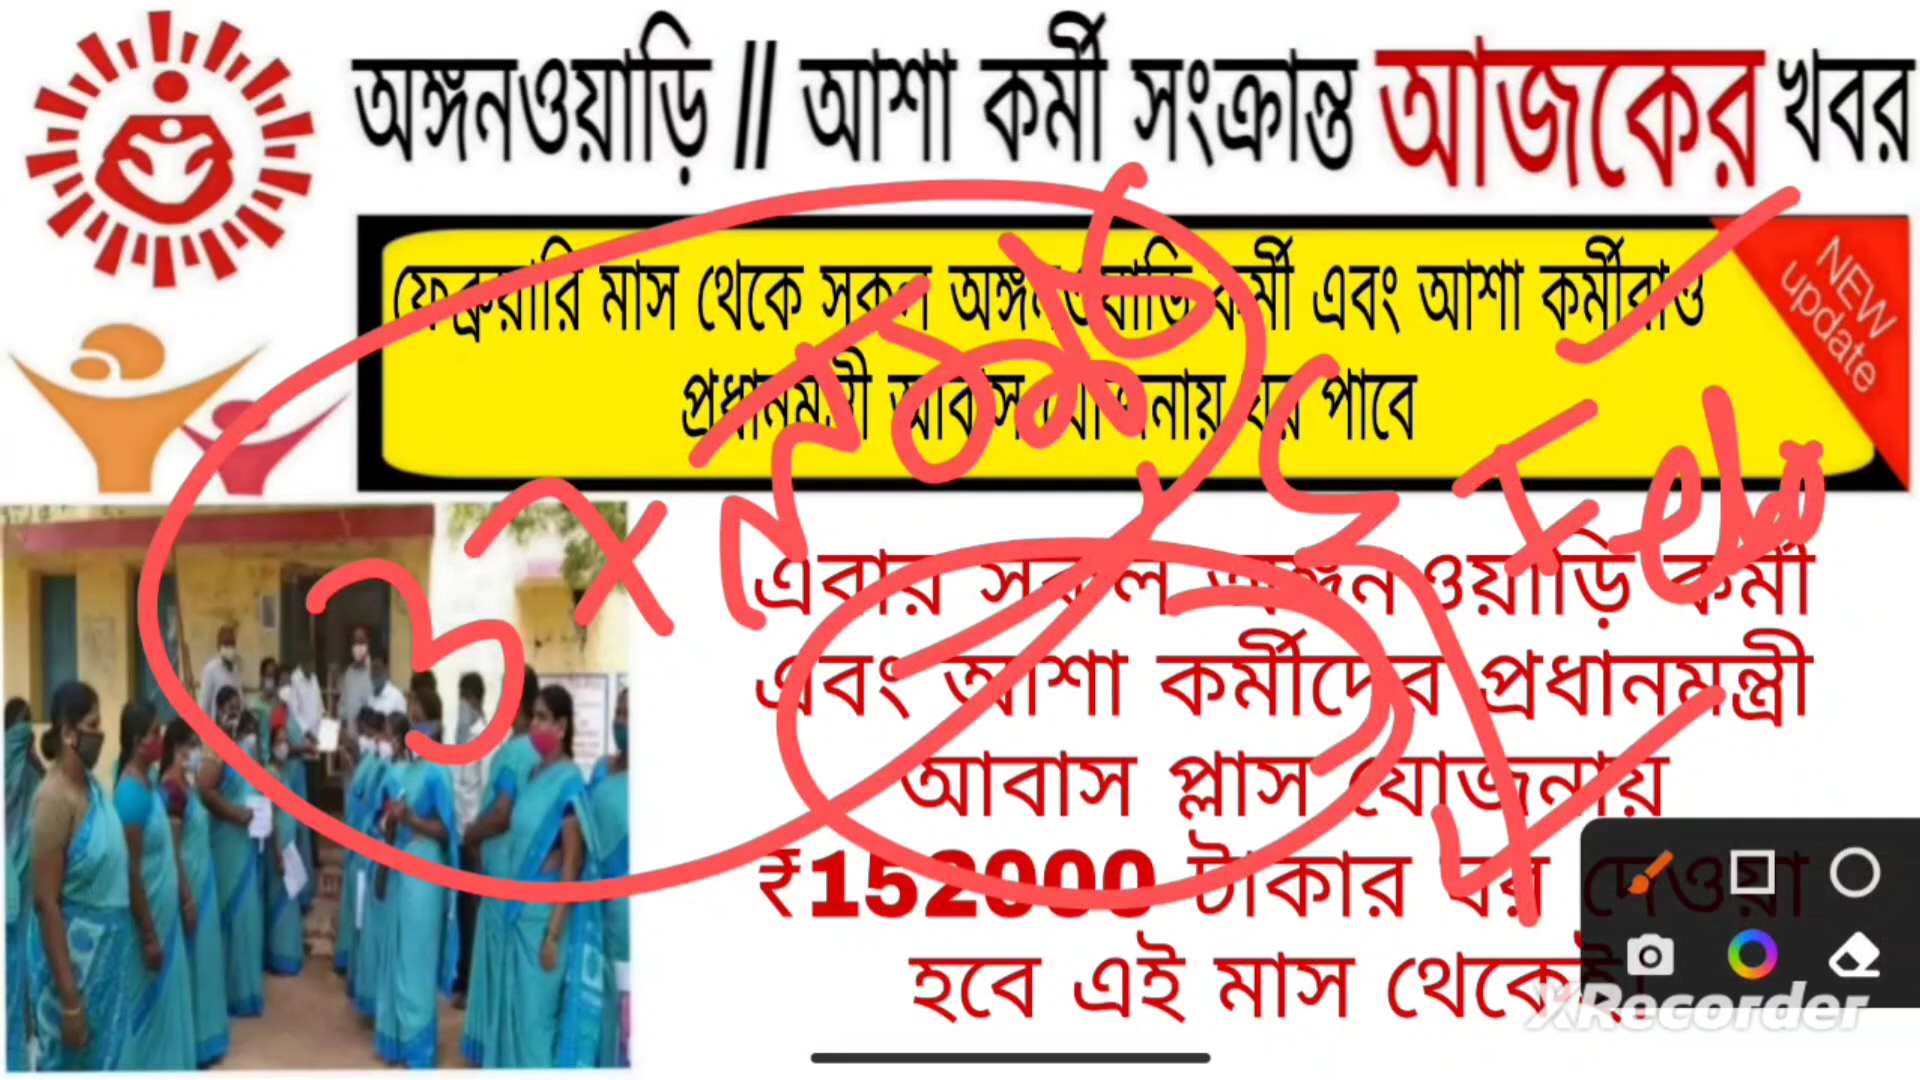 অঙ্গনওয়াড়ি // আশা কর্মী সংক্রান্ত আজকের খবর
ফেব্রুয়ারি মাস থেকে সকল অঙ্গনওয়াড়ি কর্মী এবং আশা কর্মীরাও
প্রধানমন্ত্রী আবাস যোজনায় ঘর পাবে
NEW
update
এবার সকল অঙ্গনওয়াড়ি কর্মী
এবং আশা কর্মীদের প্রধানমন্ত্রী
আবাস প্লাস যোজনায়
₹152000 টাকার ঘর দেওয়া
হবে এই মাস থেকেই
XRecorder